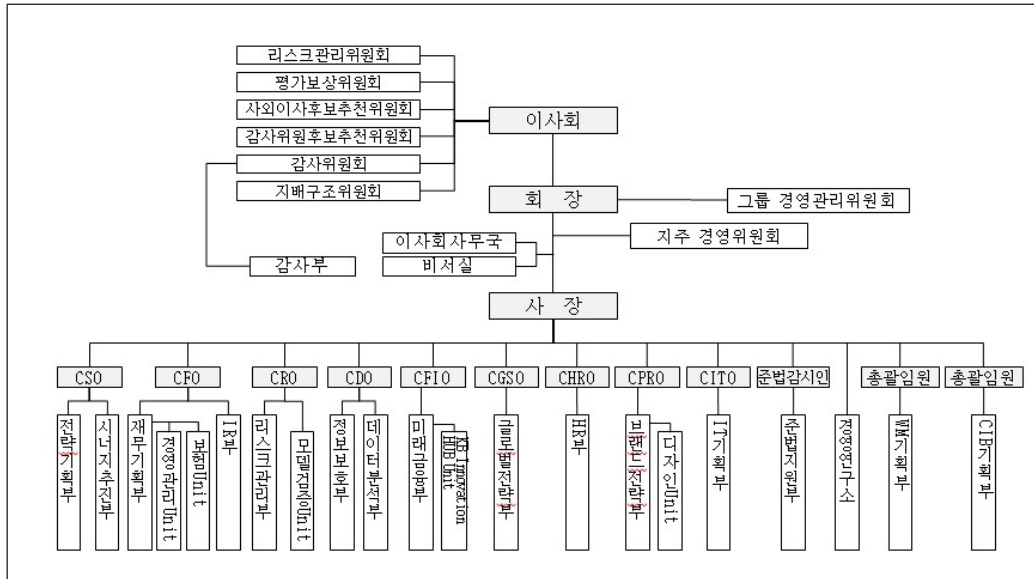 리스크관리위원회
평가보상위원회
사외이사후보추천위원회
감사위원후보추천위원회
감사위원회
지배구조위원회
감사부
이사회
회 장
그룹 경영관리위원회
지주 경영위원회
이사회사무국
비서실
사 장
CSO
CFO
CRO
CDO
CFIO
CGSO
CHRO
CPRO
CITO
준법감시인
총괄임원
총괄임원
전략기획부
시너지추진부
재무기획부
경영관리Unit
보험Unit
IR부
리스크관리부
모델검증Unit
정보보호부
데이터분석부
미래금융부
KB Innovation
HUB Unit
글로벌전략부
HR부
브랜드전략부
디자인Unit
IT기획부
준법지원부
경영연구소
WM기획부
CIB기획부